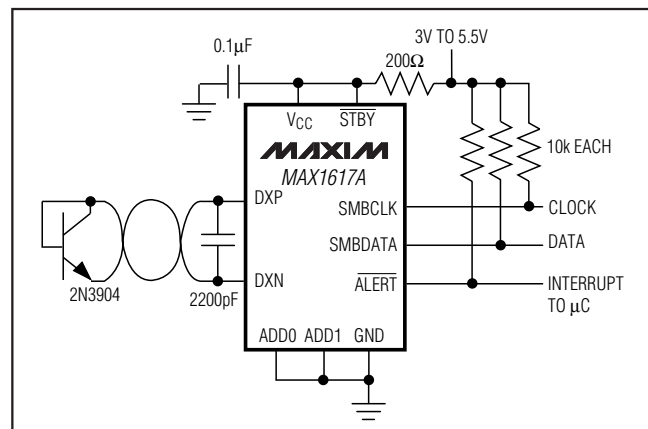 3V TO 5.5V
0.1μF
200Ω
VCC
STBY
10k EACH
MAXIM
MAX1617A
DXP
SMBCLK
CLOCK
SMBDATA
DATA
2N3904
2200pF
DXN
ALERT
INTERRUPT
TO μC
ADD0
ADD1
GND